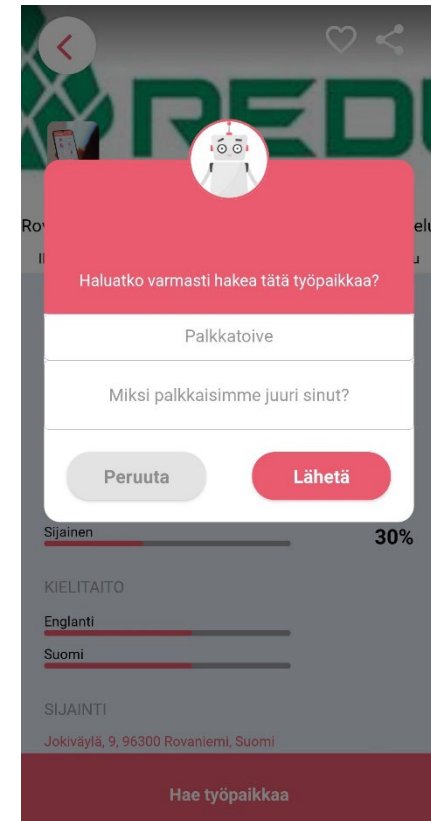 REDU
Haluatko varmasti hakea tätä työpaikkaa?
Palkkatoive
Miksi palkkaisimme juuri sinut?
Peruuta
Lähetä
Sijainen
30%
KIELITAITO
Englanti
Suomi
SIJAINTI
Jokiväylä, 9, 96300 Rovaniemi, Suomi
Hae työpaikkaa